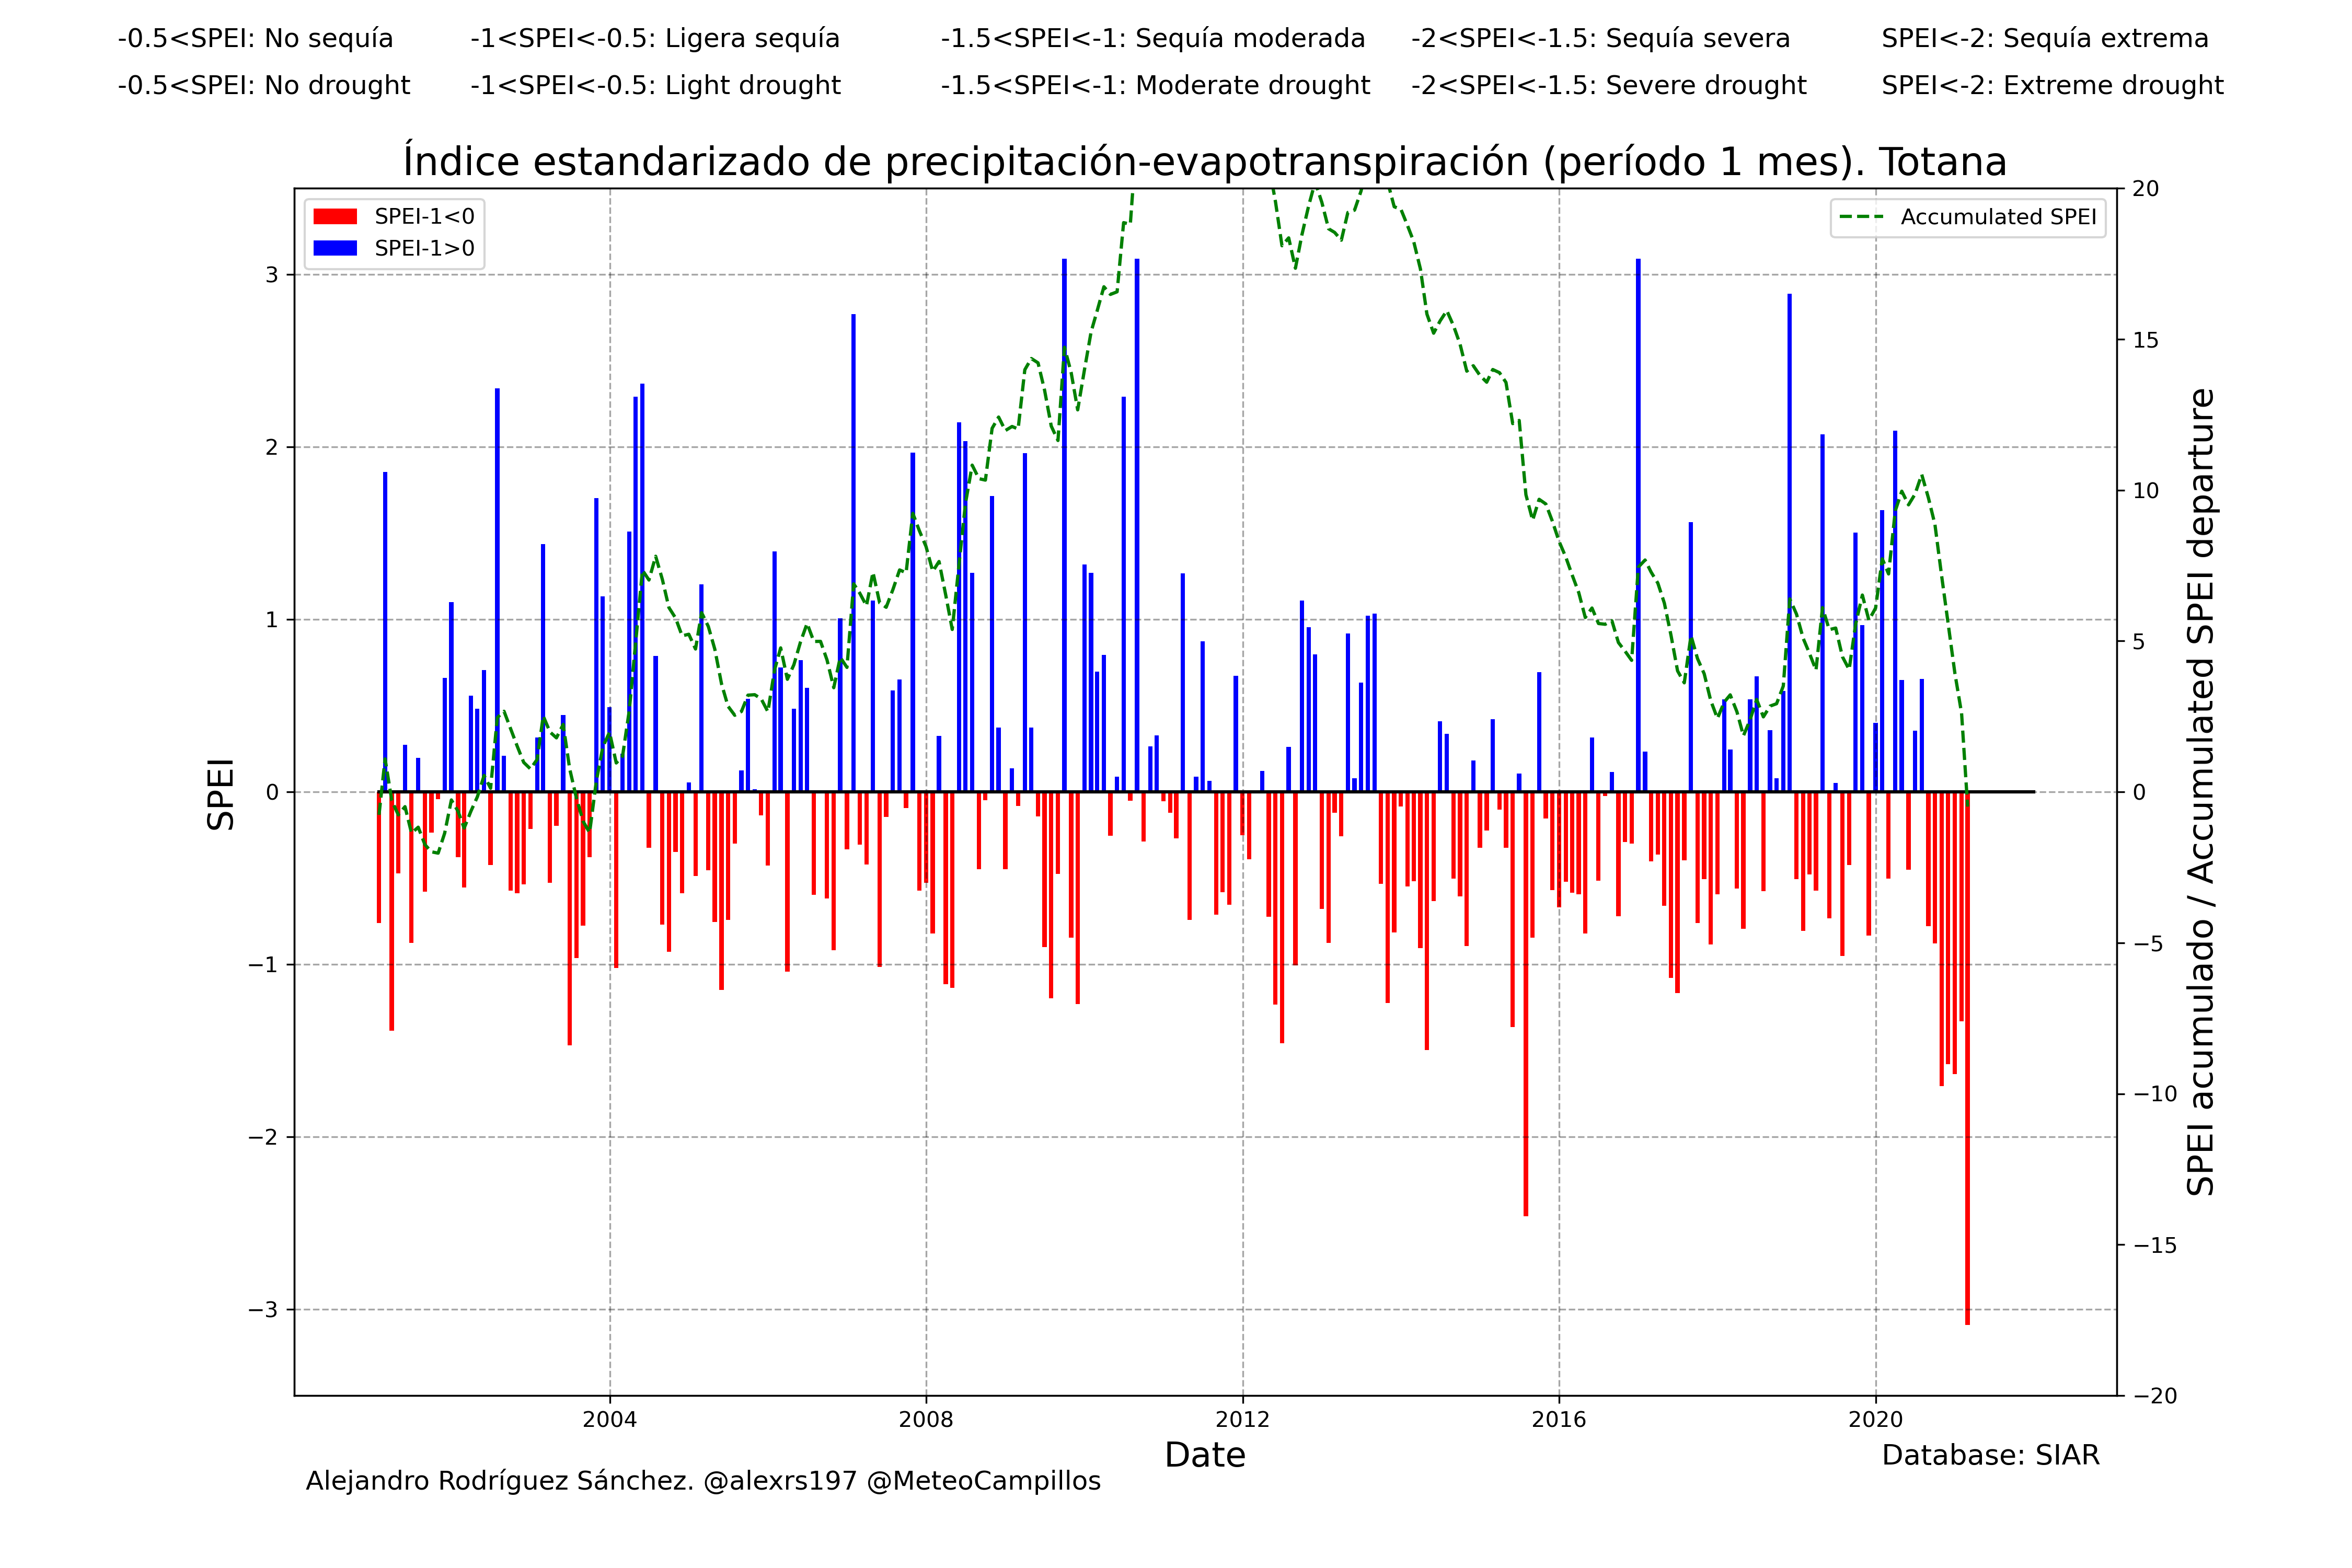 -0.5<SPEI: No sequía -1<SPEI<-0.5: Ligera sequía -1.5<SPEI<-1: Sequía moderada -2<SPEI<-1.5: Sequía severa SPEI<-2: Sequía extrema
-0.5<SPEI: No drought -1<SPEI<-0.5: Light drought -1.5<SPEI<-1: Moderate drought -2<SPEI<-1.5: Severe drought SPEI<-2: Extreme drought
Índice estandarizado de precipitación-evapotranspiración (período 1 mes). Totana
SPEI-1<0
SPEI-1>0
Accumulated SPEI
SPEI
3
2
1
0
−1
−2
−3
20
15
10
5
0
−5
−10
−15
−20
SPEI acumulado / Accumulated SPEI departure
2004 2008 2012 2016 2020
Date
Database: SIAR
Alejandro Rodríguez Sánchez. @alexrs197 @MeteoCampillos